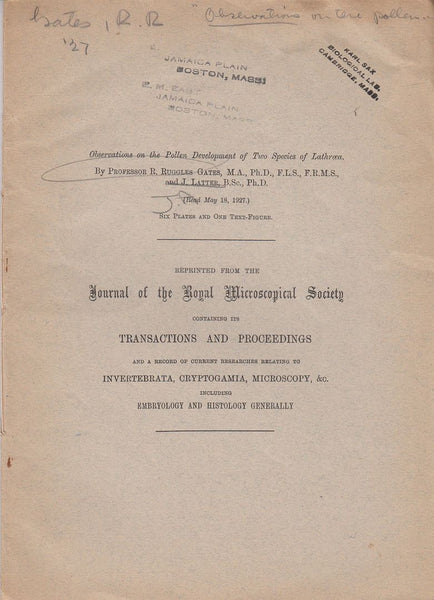 Gates, R. R "Observations on the pollen..
'27
JAMAICA PLAIN
BOSTON, MASS.
E. M. EAST
JAMAICA PLAIN
BOSTON, MASS.
KARL SAX
BIOLOGICAL LAB.
CAMBRIDGE, MASS.
Observations on the Pollen Development of Two Species of Lathræa.
By PROFESSOR R. RUGGLES GATES, M.A., Ph.D., F.L.S., F.R.M.S.,
and J. LATTER, B.Sc., Ph.D.
(Read May 18, 1927.)
SIX PLATES AND ONE TEXT-FIGURE.
REPRINTED FROM THE
Journal of the Royal Microscopical Society
CONTAINING ITS
TRANSACTIONS AND PROCEEDINGS
AND A RECORD OF CURRENT RESEARCHES RELATING TO
INVERTEBRATA, CRYPTOGAMIA, MICROSCOPY, &c.
INCLUDING
EMBRYOLOGY AND HISTOLOGY GENERALLY